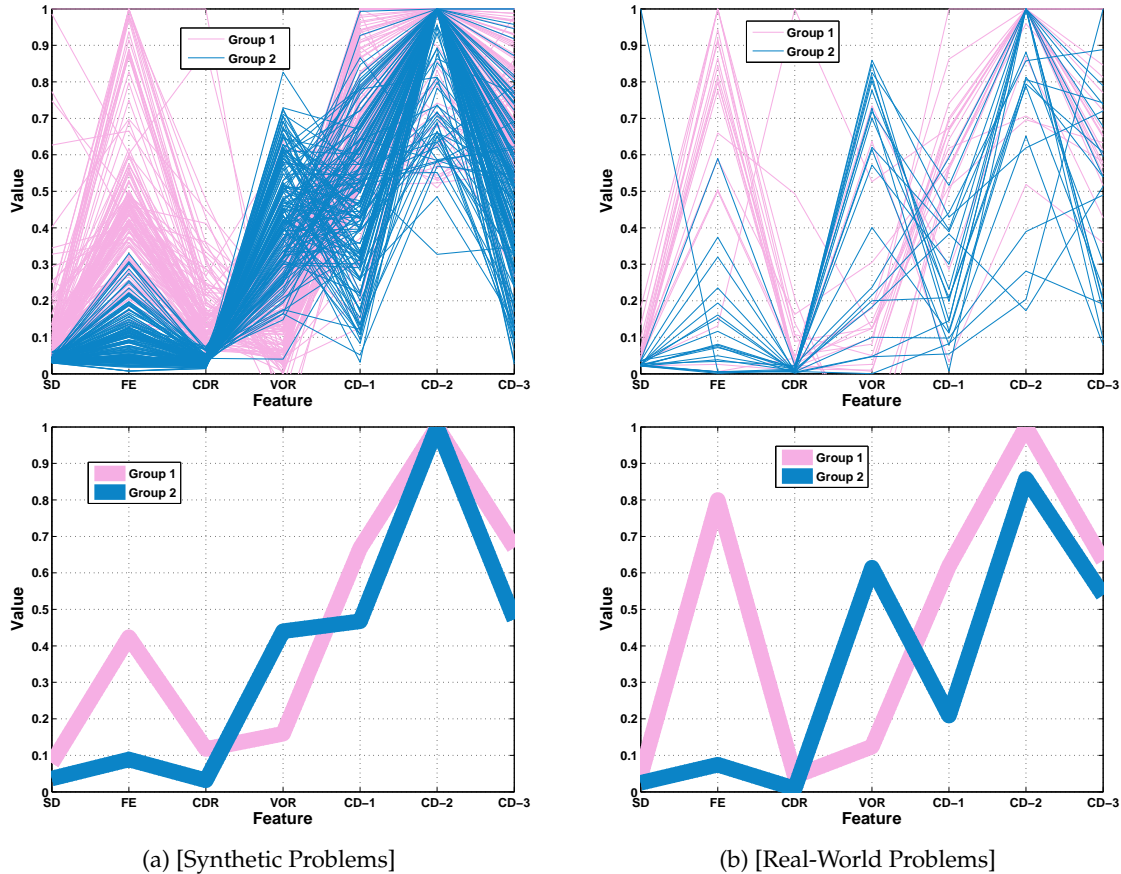 1
0.9
0.8
0.7
0.6
0.5
0.4
0.3
0.2
0.1
0
Value
Group 1
Group 2
SD FE CDR VOR CD−1 CD−2 CD−3
Feature
1
0.9
0.8
0.7
0.6
0.5
0.4
0.3
0.2
0.1
0
Value
Group 1
Group 2
SD FE CDR VOR CD−1 CD−2 CD−3
Feature
1
0.9
0.8
0.7
0.6
0.5
0.4
0.3
0.2
0.1
0
Value
Group 1
Group 2
SD FE CDR VOR CD−1 CD−2 CD−3
Feature
1
0.9
0.8
0.7
0.6
0.5
0.4
0.3
0.2
0.1
0
Value
Group 1
Group 2
SD FE CDR VOR CD−1 CD−2 CD−3
Feature
(a) [Synthetic Problems]
(b) [Real-World Problems]